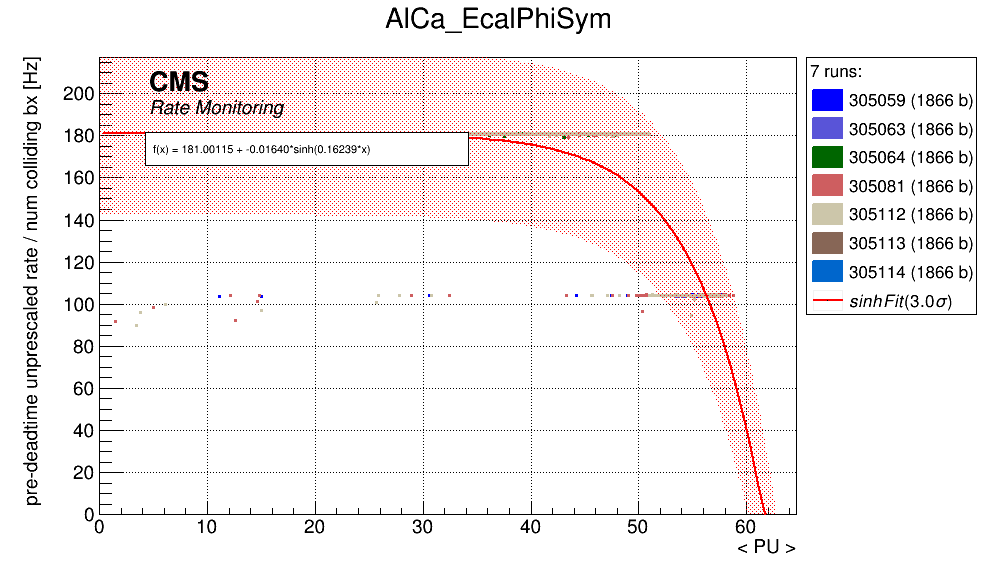 AlCa_EcalPhiSym
pre-deadtime unprescaled rate / num colliding bx [Hz]
CMS
Rate Monitoring
f(x) = 181.00115 + -0.01640*sinh(0.16239*x)
200
180
160
140
120
100
80
60
40
20
0
0 10 20 30 40 50 60
< PU >
7 runs:
305059 (1866 b)
305063 (1866 b)
305064 (1866 b)
305081 (1866 b)
305112 (1866 b)
305113 (1866 b)
305114 (1866 b)
sinhFit(3.0σ)